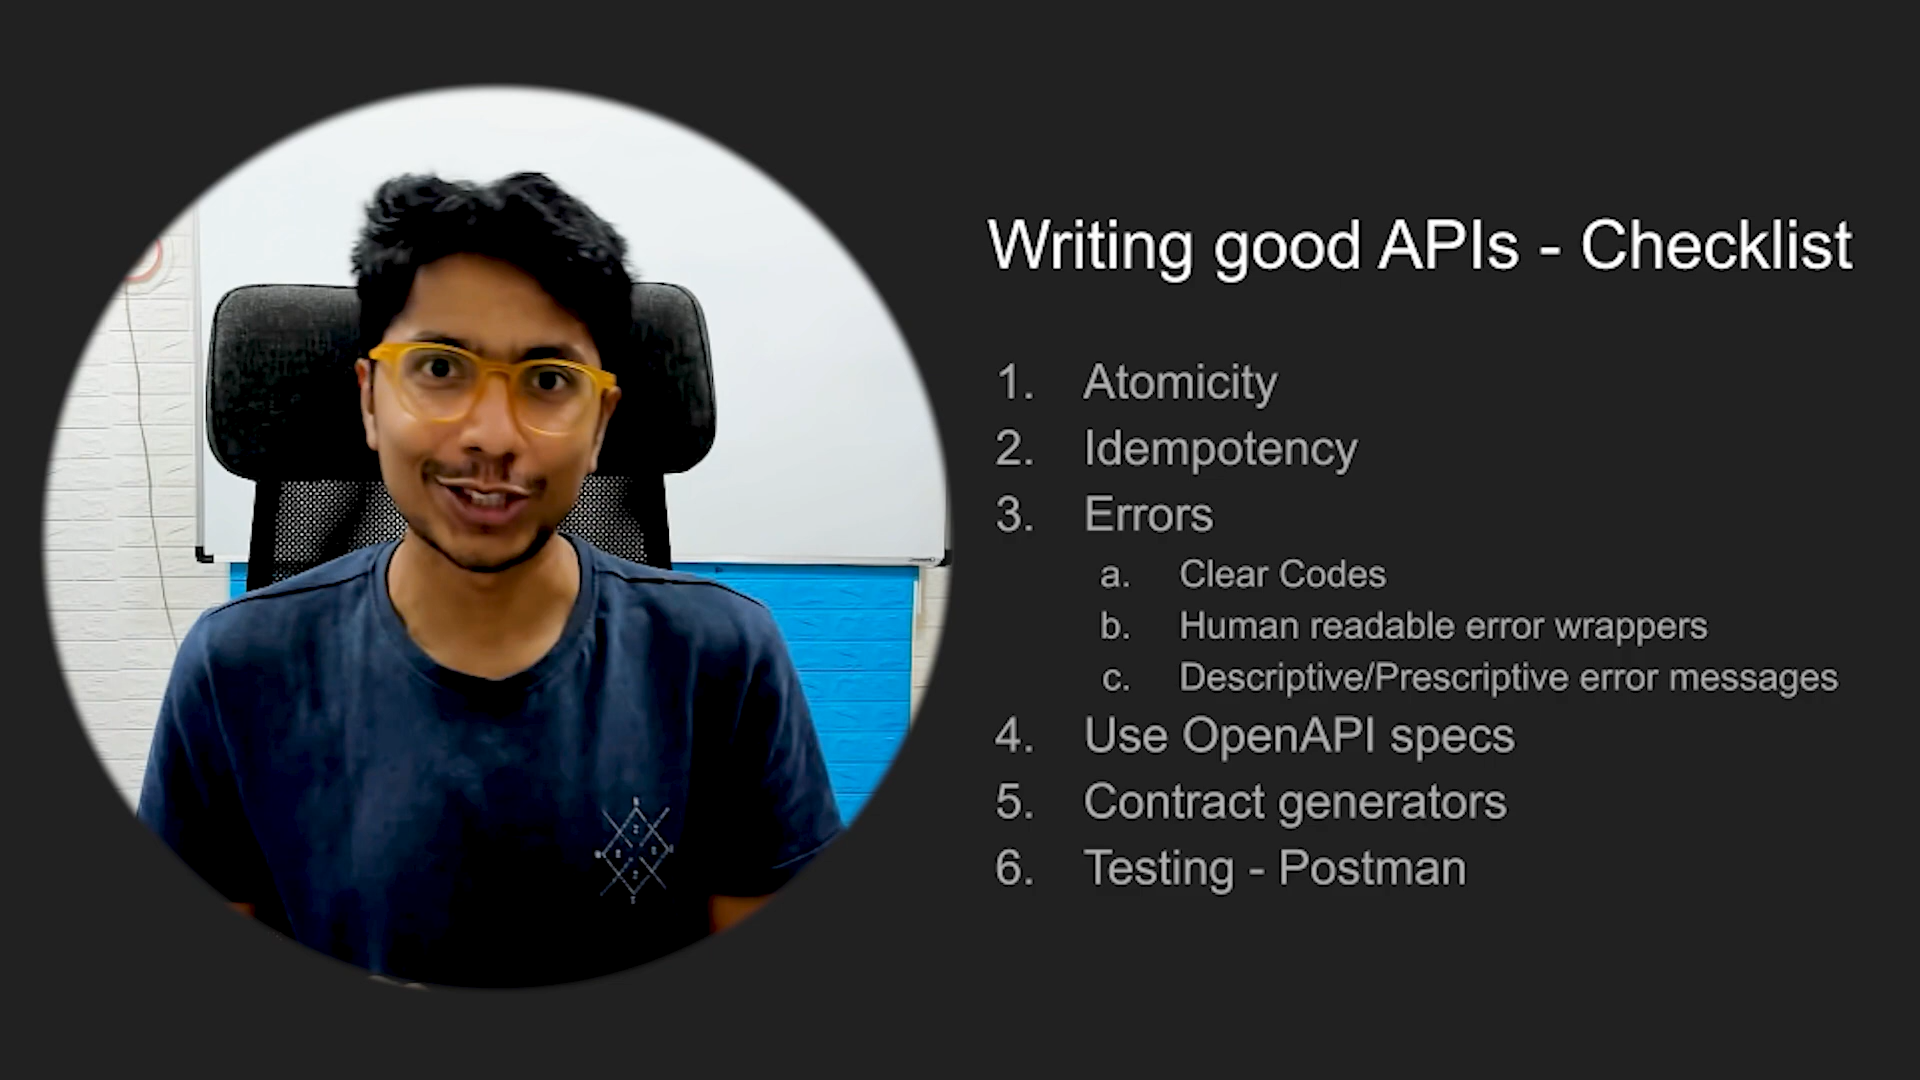 Writing good APIs - Checklist
1. Atomicity
2. Idempotency
3. Errors
a. Clear Codes
b. Human readable error wrappers
c. Descriptive/Prescriptive error messages
4. Use OpenAPI specs
5. Contract generators
6. Testing - Postman